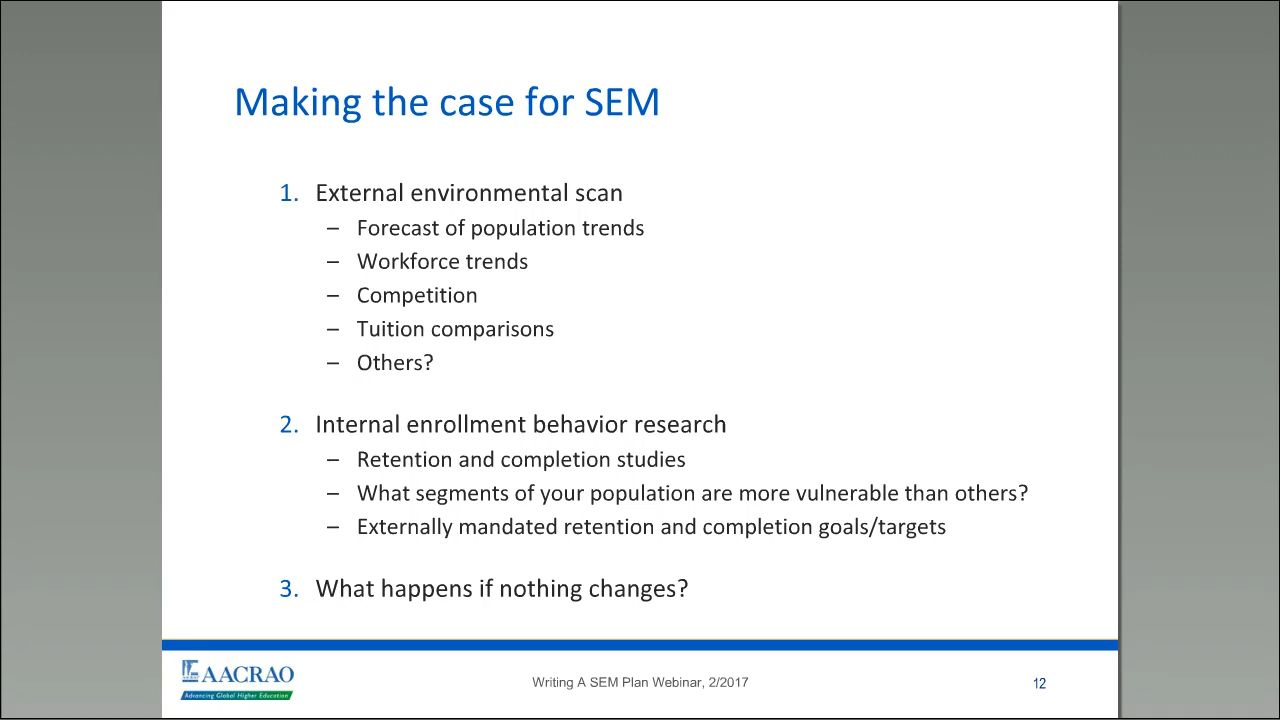 Making the case for SEM
1. External environmental scan
– Forecast of population trends
– Workforce trends
– Competition
– Tuition comparisons
– Others?
2. Internal enrollment behavior research
– Retention and completion studies
– What segments of your population are more vulnerable than others?
– Externally mandated retention and completion goals/targets
3. What happens if nothing changes?
AACRAO
Advancing Global Higher Education
Writing A SEM Plan Webinar, 2/2017
12